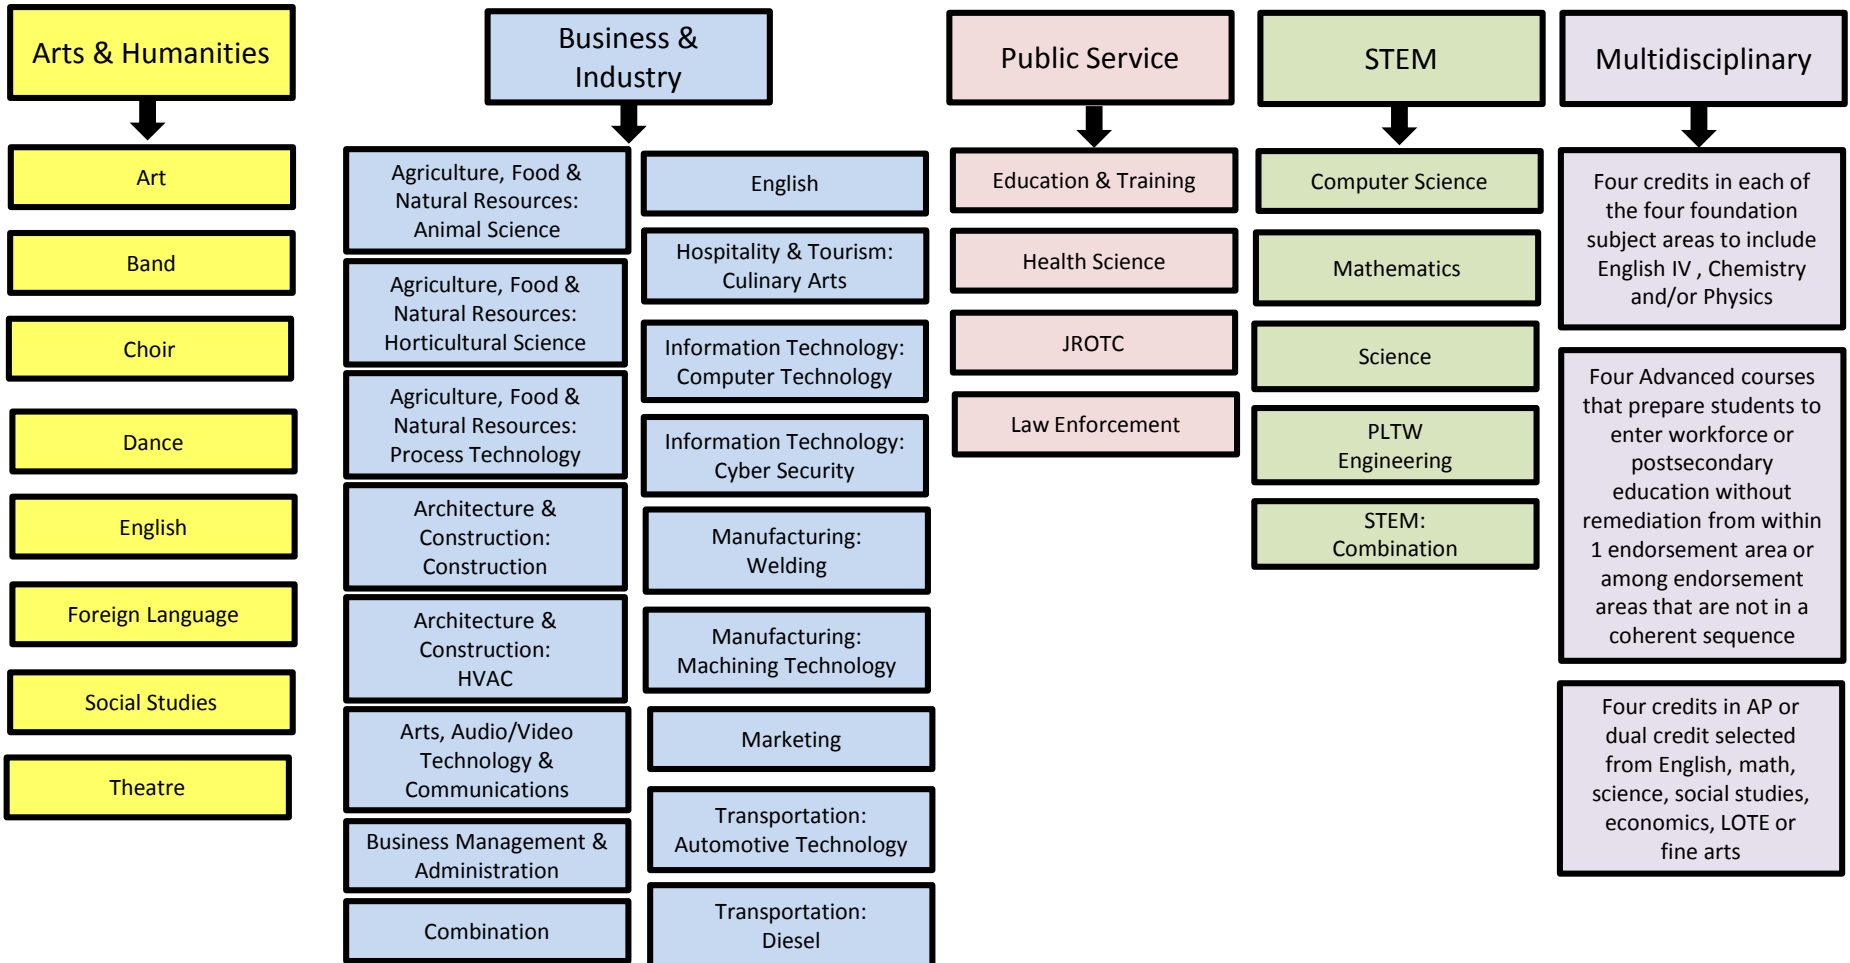 Arts & Humanities
Art
Band
Choir
Dance
English
Foreign Language
Social Studies
Theatre
Business &
Industry
Agriculture, Food &
Natural Resources:
Animal Science
Agriculture, Food &
Natural Resources:
Horticultural Science
Agriculture, Food &
Natural Resources:
Process Technology
Architecture &
Construction:
Construction
Architecture &
Construction:
HVAC
Arts, Audio/Video
Technology &
Communications
Business Management &
Administration
Combination
English
Hospitality & Tourism:
Culinary Arts
Information Technology:
Computer Technology
Information Technology:
Cyber Security
Manufacturing:
Welding
Manufacturing:
Machining Technology
Marketing
Transportation:
Automotive Technology
Transportation:
Diesel
Public Service
Education & Training
Health Science
JROTC
Law Enforcement
STEM
Computer Science
Mathematics
Science
PLTW
Engineering
STEM:
Combination
Multidisciplinary
Four credits in each of
the four foundation
subject areas to include
English IV , Chemistry
and/or Physics
Four Advanced courses
that prepare students to
enter workforce or
postsecondary
education without
remediation from within
1 endorsement area or
among endorsement
areas that are not in a
coherent sequence
Four credits in AP or
dual credit selected
from English, math,
science, social studies,
economics, LOTE or
fine arts